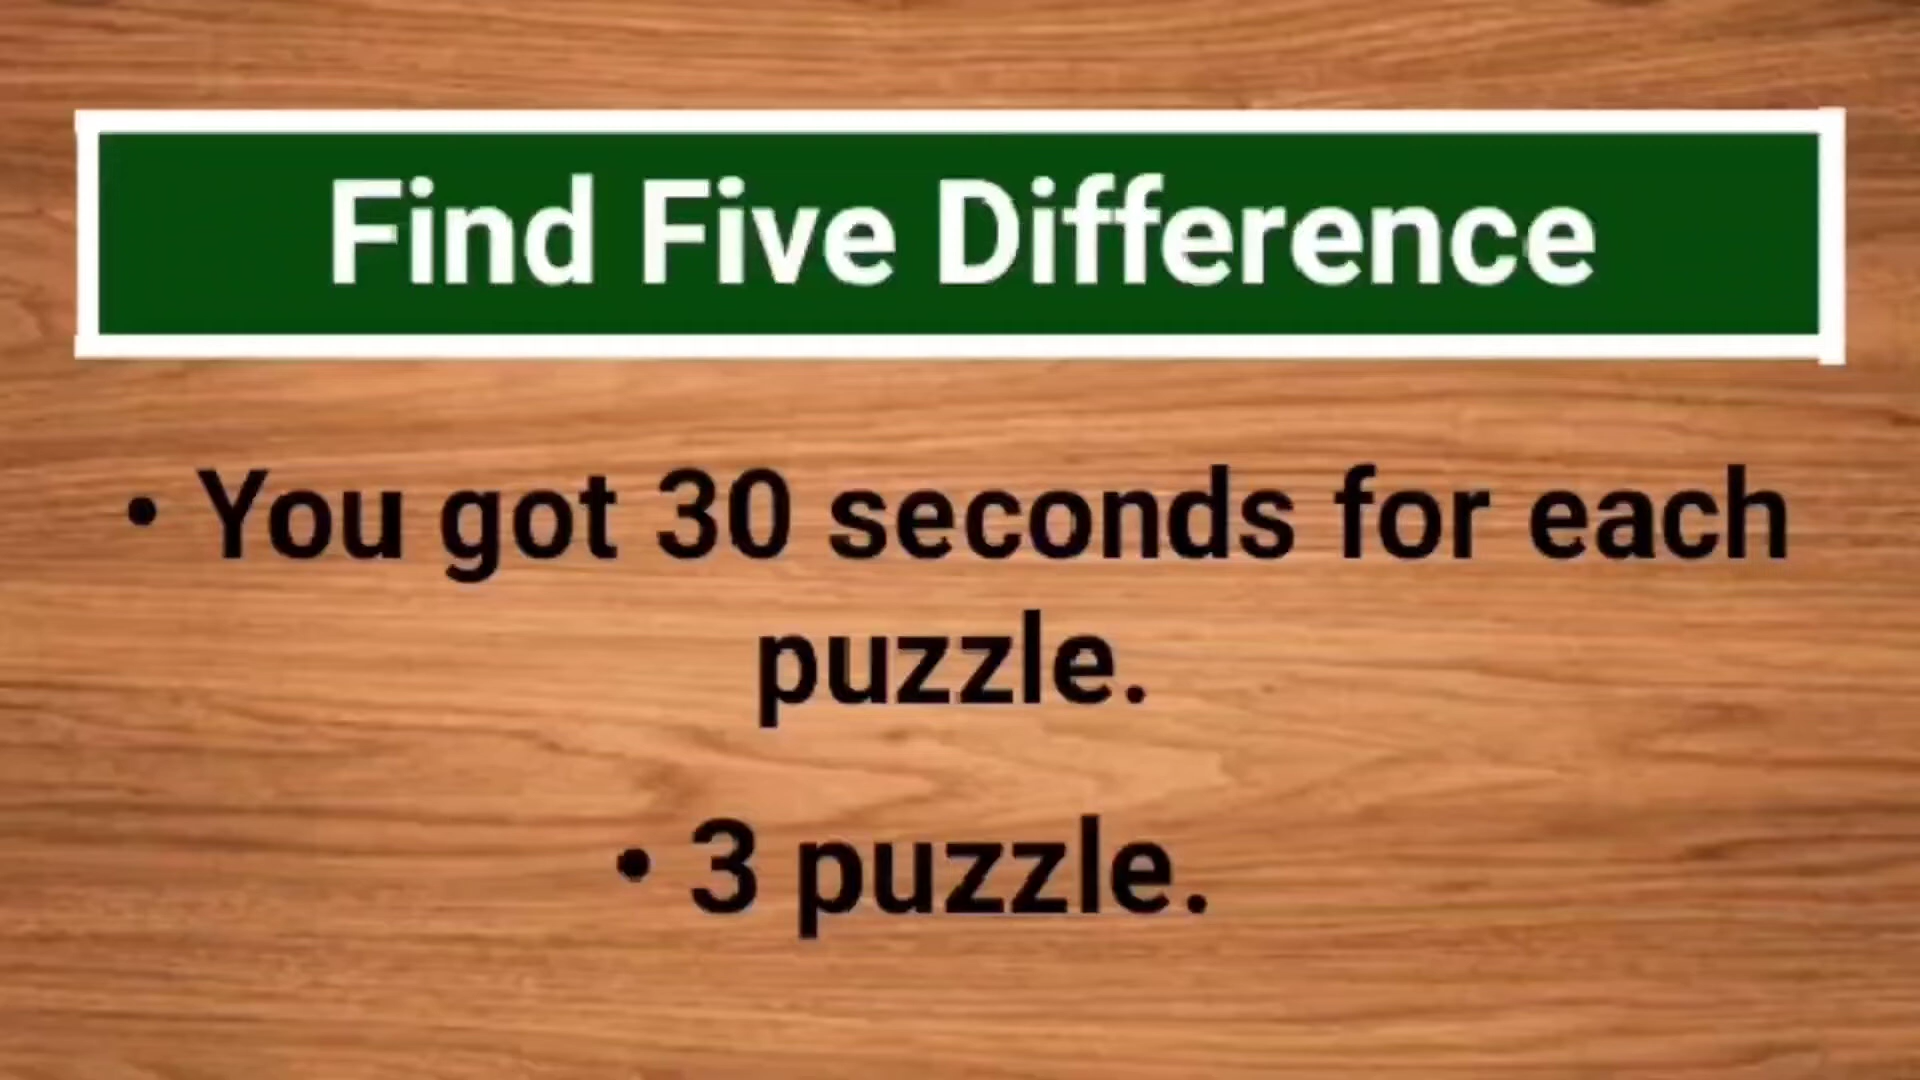 Find Five Difference
• You got 30 seconds for each
puzzle.
• 3 puzzle.